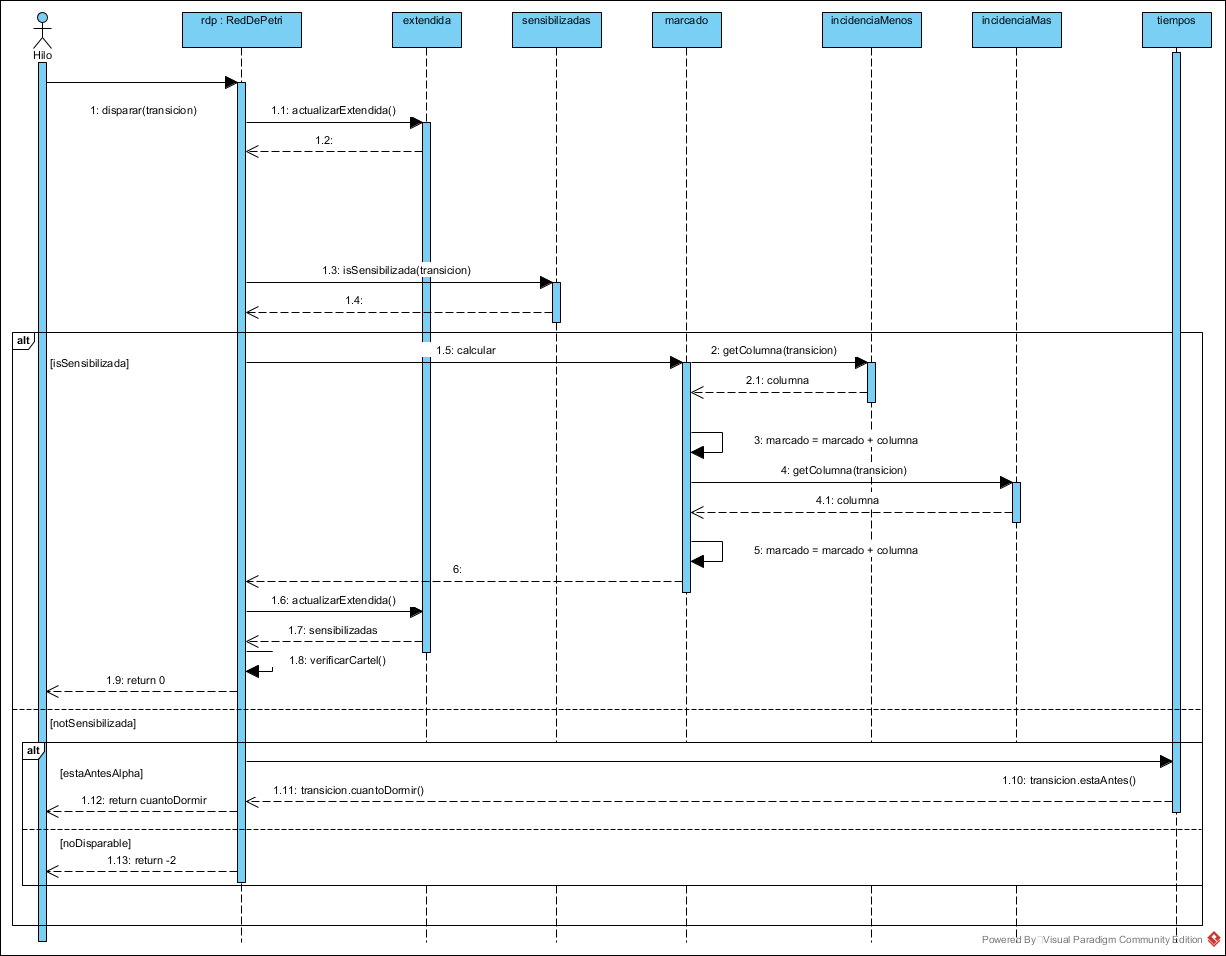 Hilo
rdp : RedDePetri
extendida
sensibilizadas
marcado
incidenciaMenos
incidenciaMas
tiempos
1: disparar(transicion)
1.1: actualizarExtendida()
1.2:
1.3: isSensibilizada(transicion)
1.4:
alt
[isSensibilizada]
1.5: calcular
2: getColumna(transicion)
2.1: columna
3: marcado = marcado + columna
4: getColumna(transicion)
4.1: columna
5: marcado = marcado + columna
6:
1.6: actualizarExtendida()
1.7: sensibilizadas
1.8: verificarCartel()
1.9: return 0
[notSensibilizada]
alt
[estaAntesAlpha]
1.10: transicion.estaAntes()
1.11: transicion.cuantoDormir()
1.12: return cuantoDormir
[noDisparable]
1.13: return -2
Powered By Visual Paradigm Community Edition